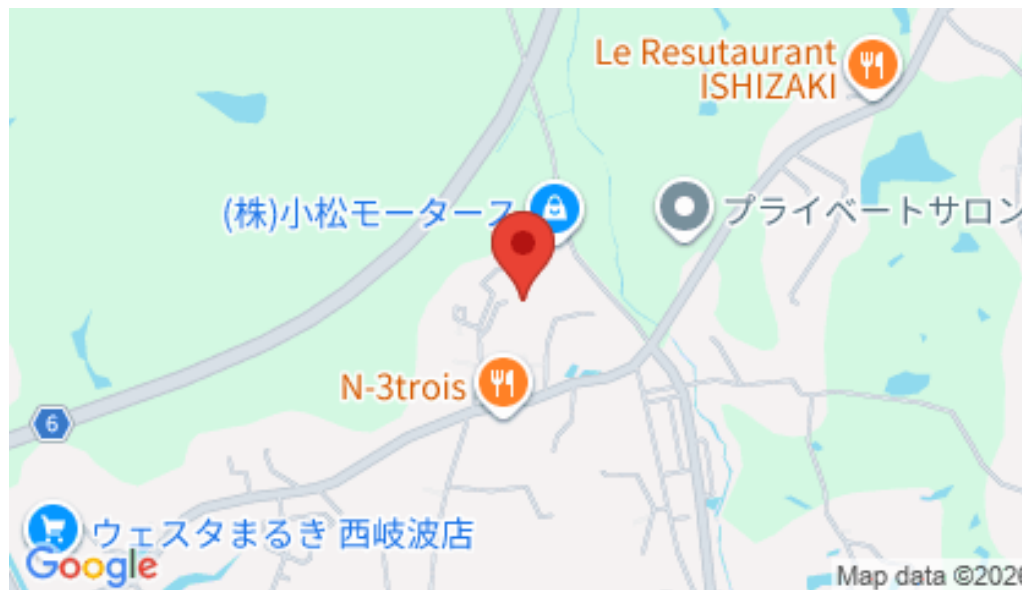 Le Resutaurant
ISHIZAKI
(株)小松モータース
プライベートサロン
N-3trois
6
ウェスタまるき 西岐波店
Google
Map data ©2026